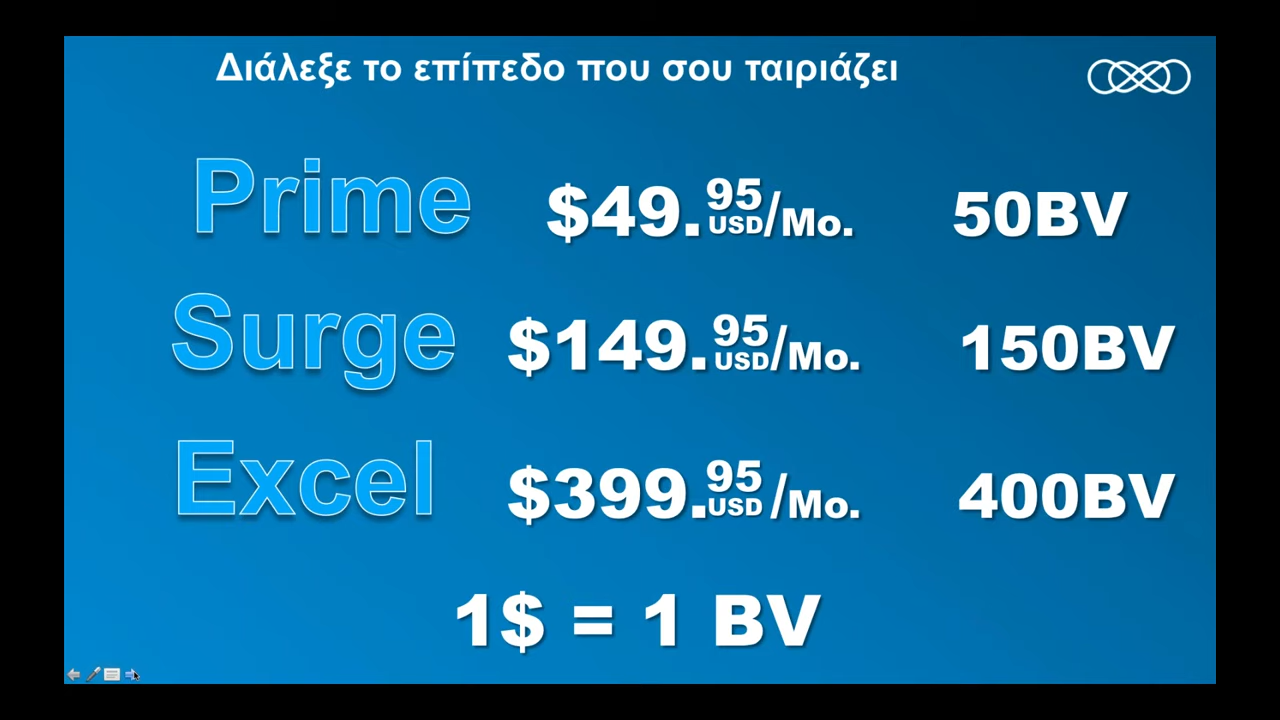 Διάλεξε το επίπεδο που σου ταιριάζει
Prime $49.95 USD/Mo. 50BV
Surge $149.95 USD/Mo. 150BV
Excel $399.95 USD/Mo. 400BV
1$ = 1 BV